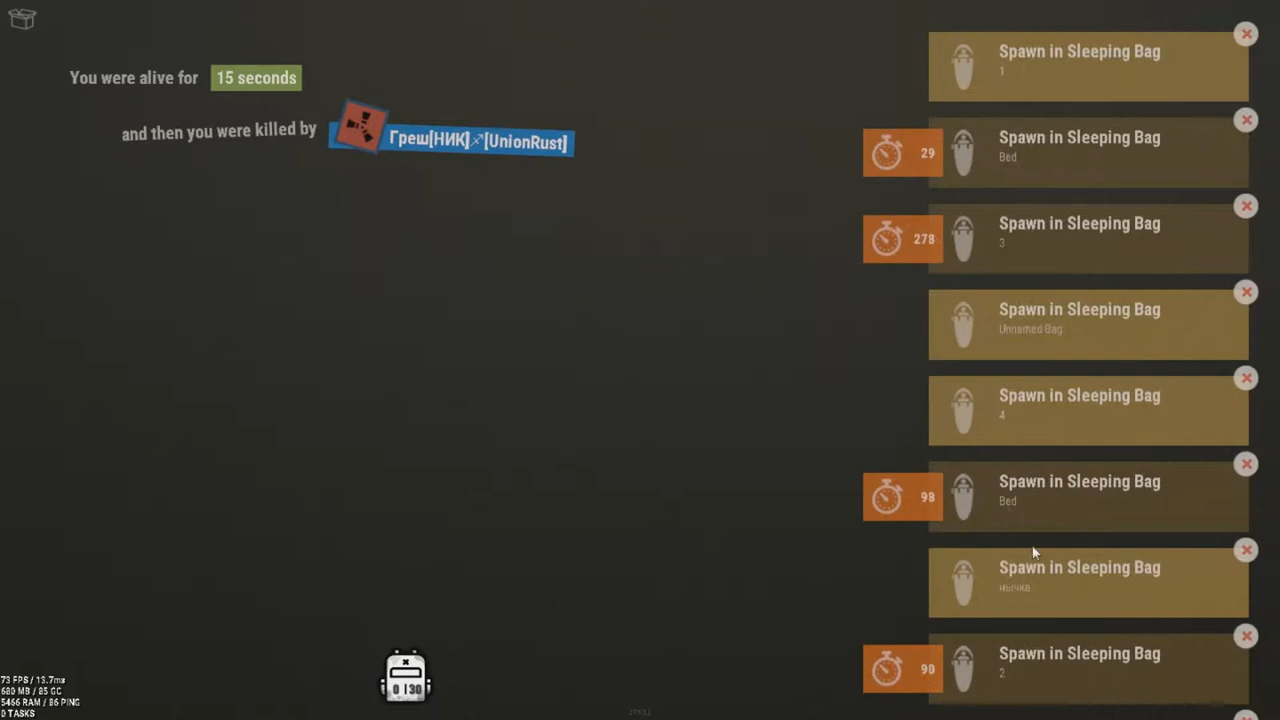 You were alive for 15 seconds
and then you were killed by Греш[НИК]♐[UnionRust]
Spawn in Sleeping Bag
1
29
Spawn in Sleeping Bag
Bed
278
Spawn in Sleeping Bag
3
Spawn in Sleeping Bag
Unnamed Bag
Spawn in Sleeping Bag
4
98
Spawn in Sleeping Bag
Bed
Spawn in Sleeping Bag
нычка
90
Spawn in Sleeping Bag
2
0 | 30
73 FPS / 13.7ms
680 MB / 85 GC
5466 RAM / 86 PING
0 TASKS